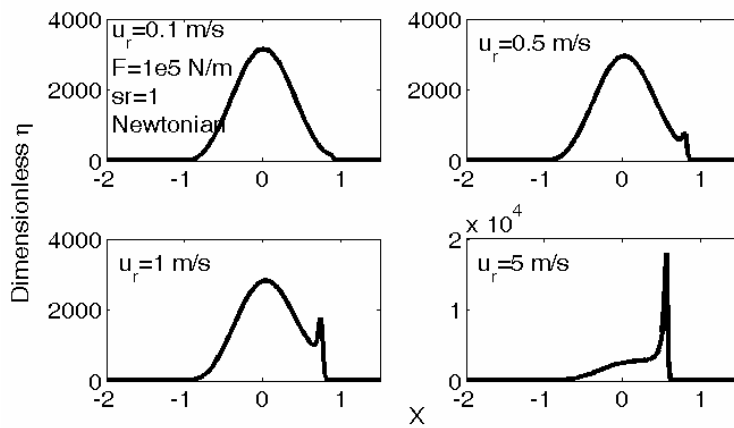 Dimensionless η
4000
2000
0
-2 -1 0 1
u_r=0.1 m/s
F=1e5 N/m
sr=1
Newtonian
4000
2000
0
-2 -1 0 1
u_r=0.5 m/s
4000
2000
0
-2 -1 0 1
u_r=1 m/s
x 10^4
2
1
0
-2 -1 0 1
u_r=5 m/s
X